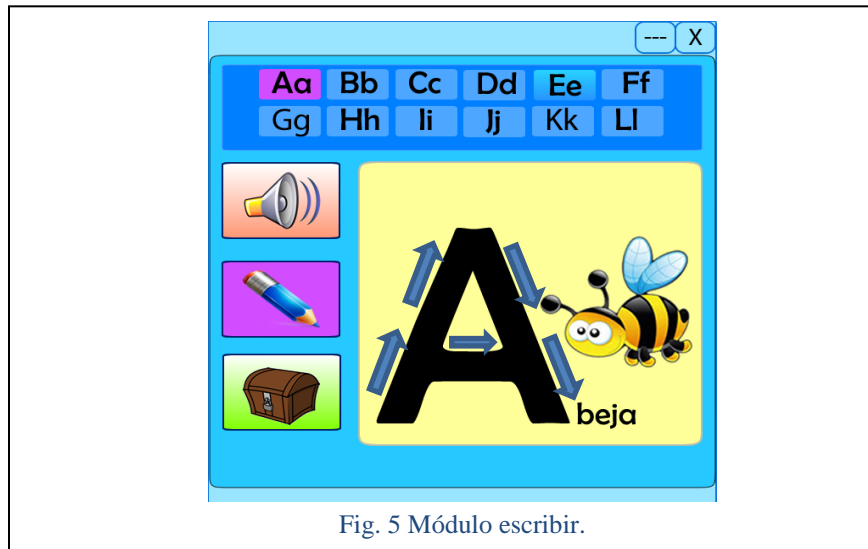 --- X
Aa Bb Cc Dd Ee Ff
Gg Hh Ii Jj Kk Ll
A
beja
Fig. 5 Módulo escribir.